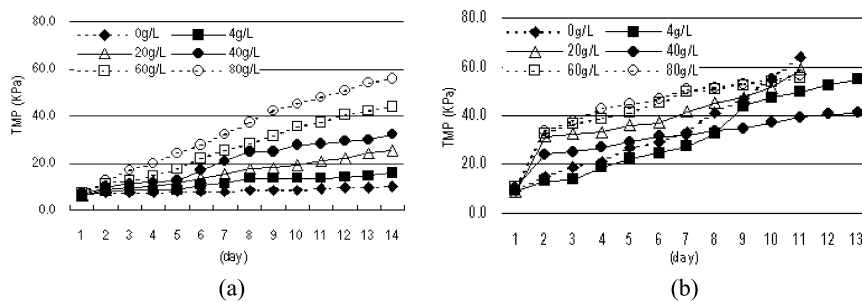 80.0
0g/L 4g/L
20g/L 40g/L
60g/L 80g/L
60.0
40.0
20.0
0.0
TMP (KPa)
1 2 3 4 5 6 7 8 9 10 11 12 13 14
(day)
(a)
80.0
0g/L 4g/L
20g/L 40g/L
60g/L 80g/L
60.0
40.0
20.0
0.0
TMP (KPa)
1 2 3 4 5 6 7 8 9 10 11 12 13
(day)
(b)